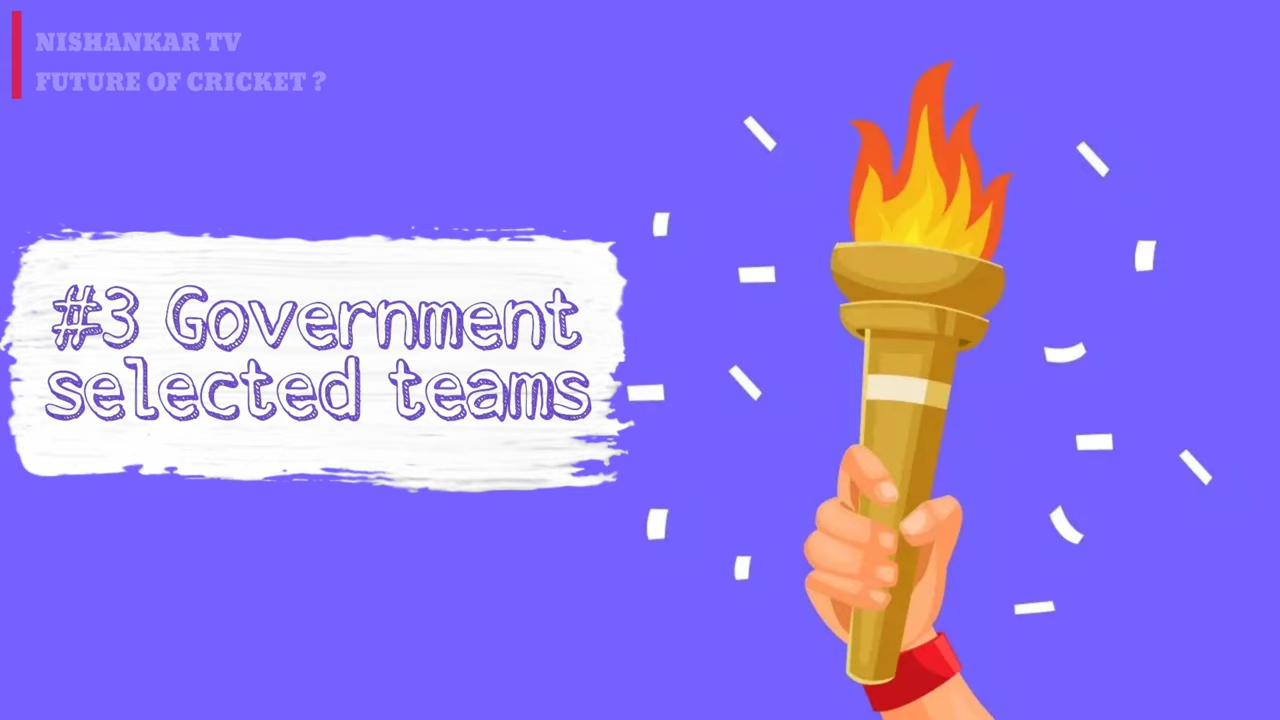 NISHANKAR TV
FUTURE OF CRICKET ?
#3 Government
selected teams